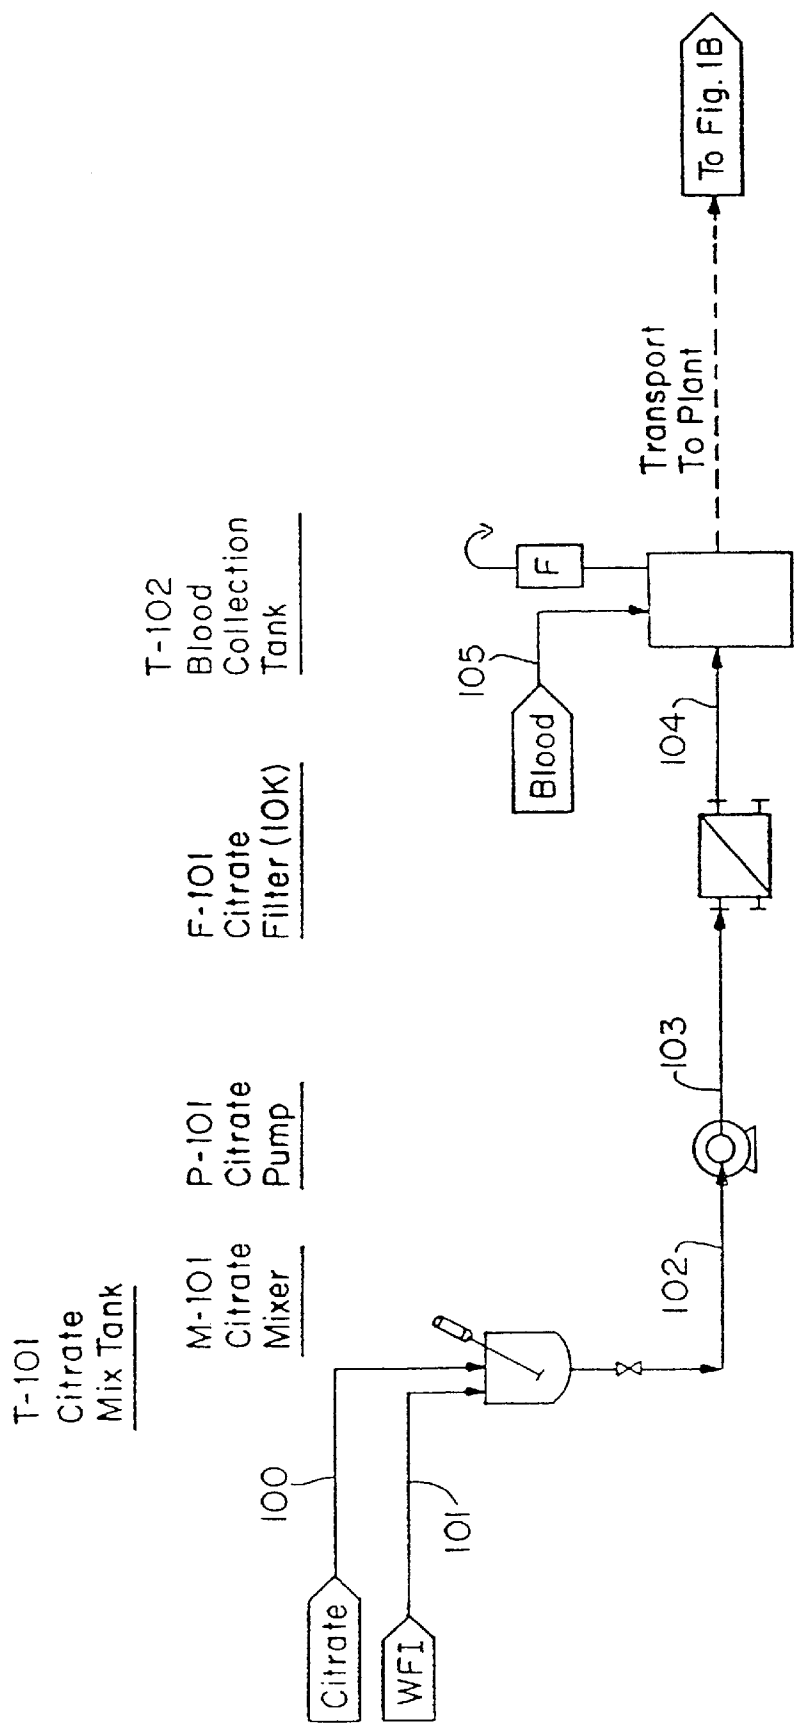 T-101
Citrate
Mix Tank
M-101
Citrate
Mixer
P-101
Citrate
Pump
F-101
Citrate
Filter (10K)
T-102
Blood
Collection
Tank
Citrate
100
WFI
101
102
103
104
Blood
105
F
Transport
To Plant
To Fig. 1B